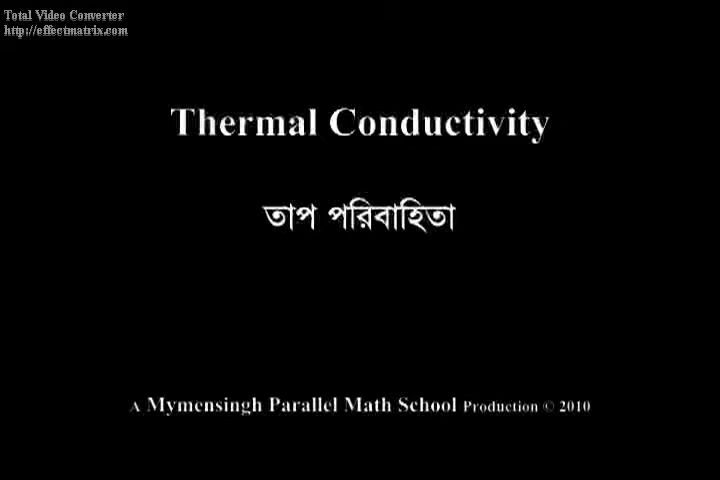 Total Video Converter
http://effectmatrix.com
Thermal Conductivity
তাপ পরিবাহিতা
A Mymensingh Parallel Math School Production © 2010